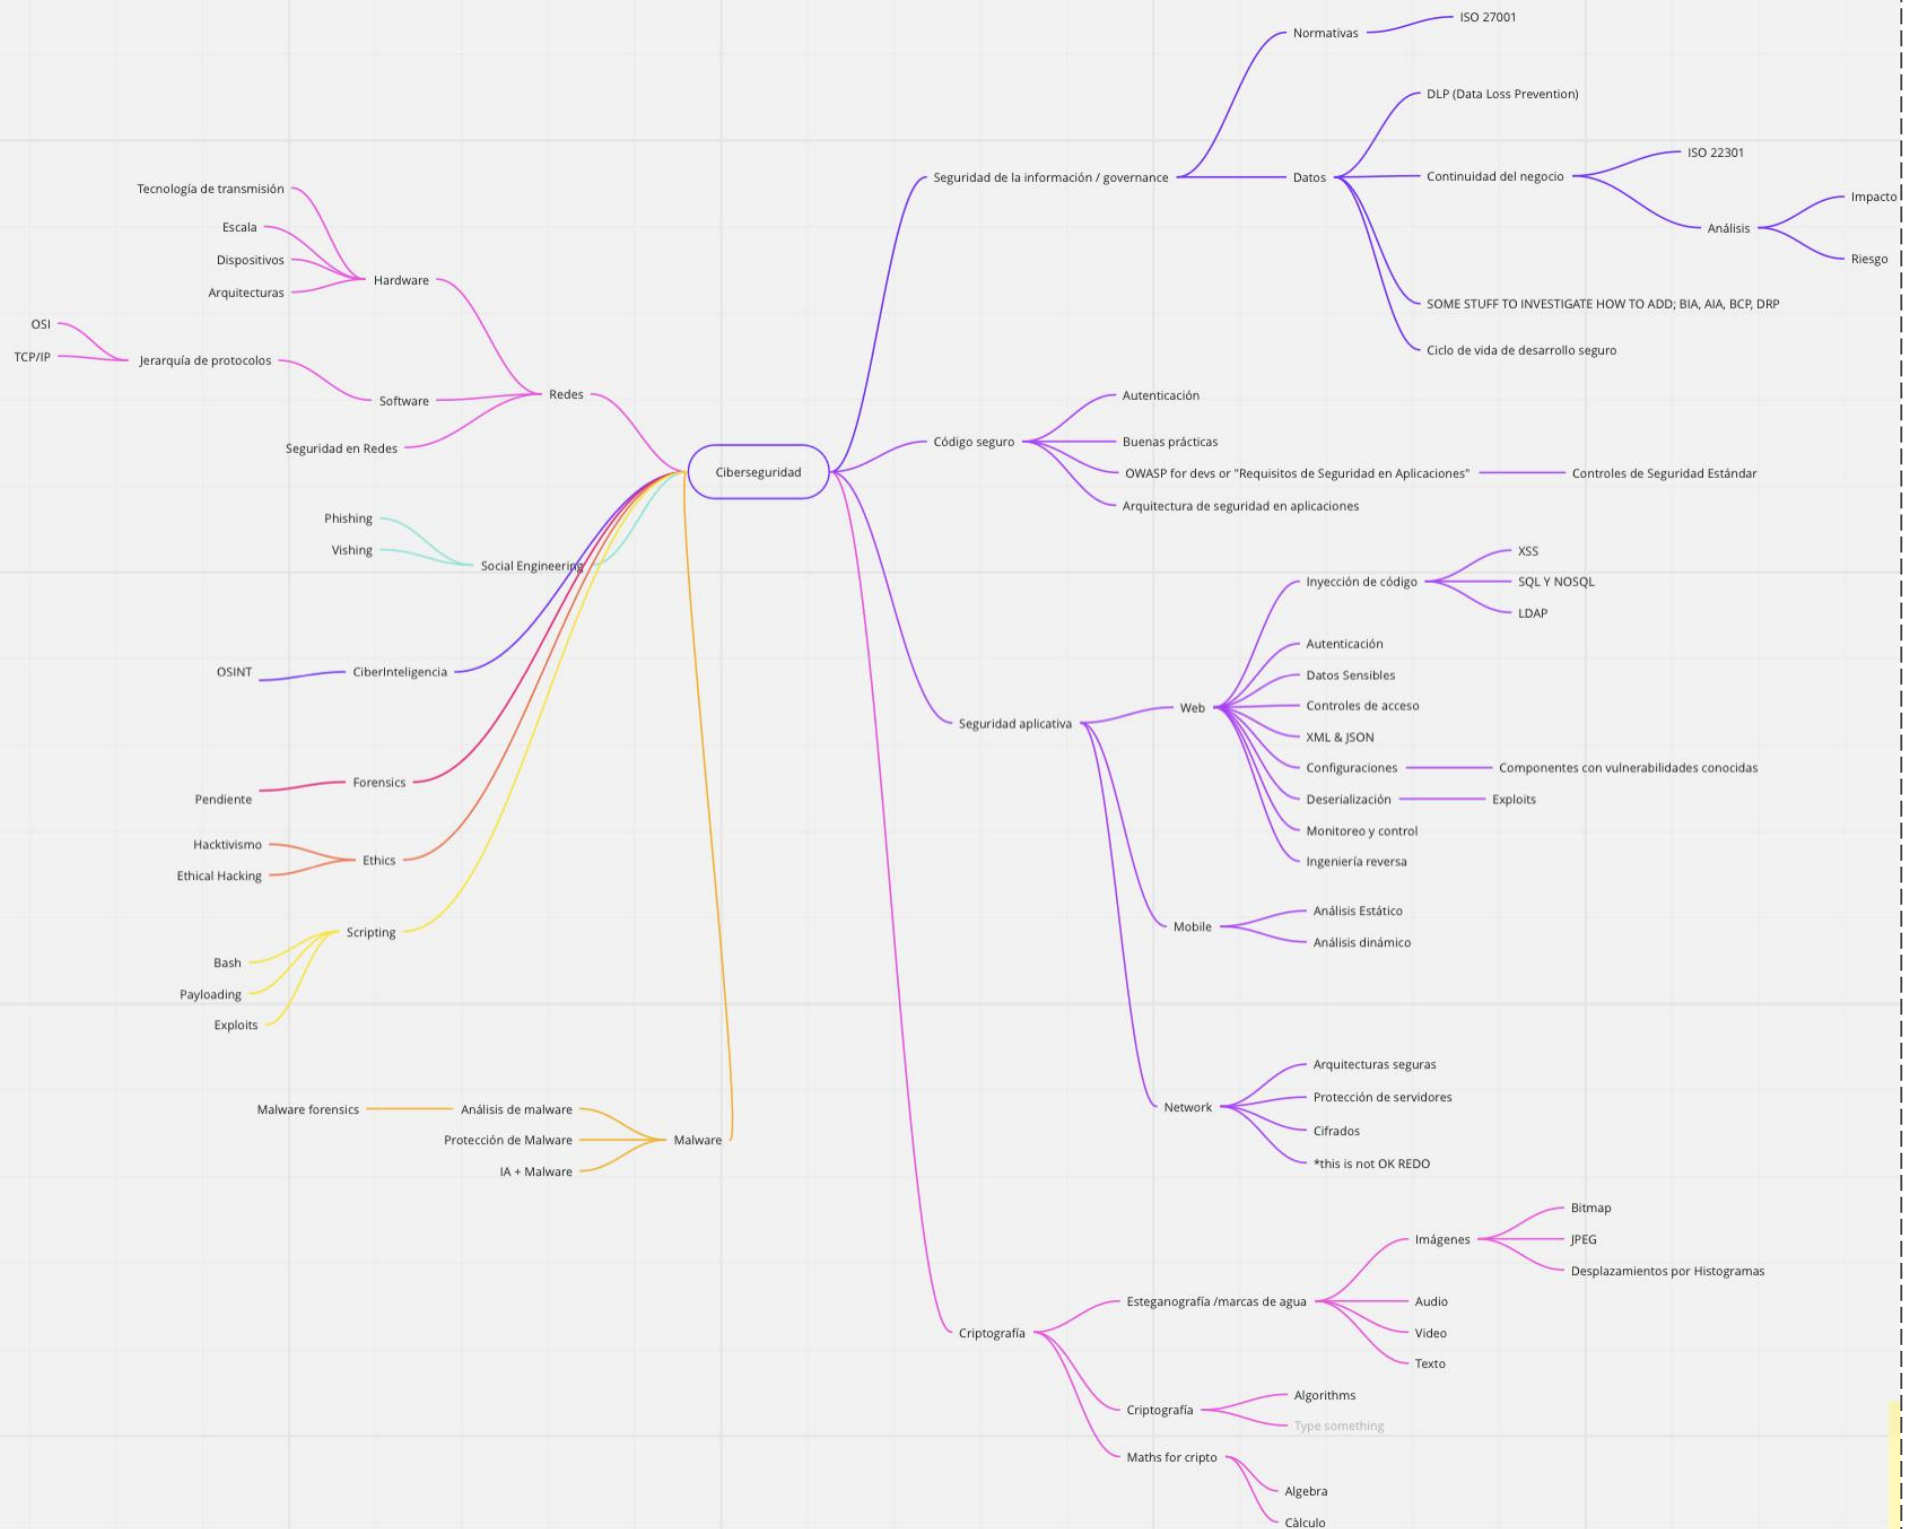 Ciberseguridad
Seguridad de la información / governance
Normativas
ISO 27001
Datos
DLP (Data Loss Prevention)
Continuidad del negocio
ISO 22301
Análisis
Impacto
Riesgo
SOME STUFF TO INVESTIGATE HOW TO ADD; BIA, AIA, BCP, DRP
Ciclo de vida de desarrollo seguro
Código seguro
Autenticación
Buenas prácticas
OWASP for devs or "Requisitos de Seguridad en Aplicaciones"
Controles de Seguridad Estándar
Arquitectura de seguridad en aplicaciones
Seguridad aplicativa
Web
Inyección de código
XSS
SQL Y NOSQL
LDAP
Autenticación
Datos Sensibles
Controles de acceso
XML & JSON
Configuraciones
Componentes con vulnerabilidades conocidas
Deserialización
Exploits
Monitoreo y control
Ingeniería reversa
Mobile
Análisis Estático
Análisis dinámico
Network
Arquitecturas seguras
Protección de servidores
Cifrados
*this is not OK REDO
Criptografía
Esteganografía /marcas de agua
Imágenes
Bitmap
JPEG
Desplazamientos por Histogramas
Audio
Video
Texto
Criptografía
Algorithms
Type something
Maths for cripto
Algebra
Càlculo
Redes
Hardware
Tecnología de transmisión
Escala
Dispositivos
Arquitecturas
Software
Jerarquía de protocolos
OSI
TCP/IP
Seguridad en Redes
Social Engineering
Phishing
Vishing
CiberInteligencia
OSINT
Forensics
Pendiente
Ethics
Hacktivismo
Ethical Hacking
Scripting
Bash
Payloading
Exploits
Malware
Análisis de malware
Malware forensics
Protección de Malware
IA + Malware